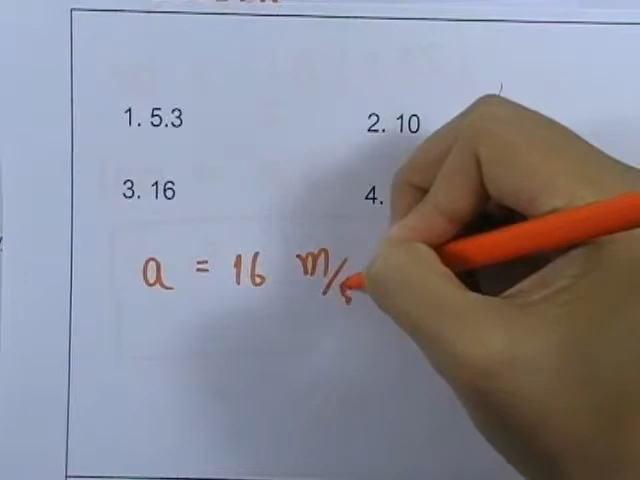 1. 5.3 2. 10
3. 16 4.
a = 16 m/s